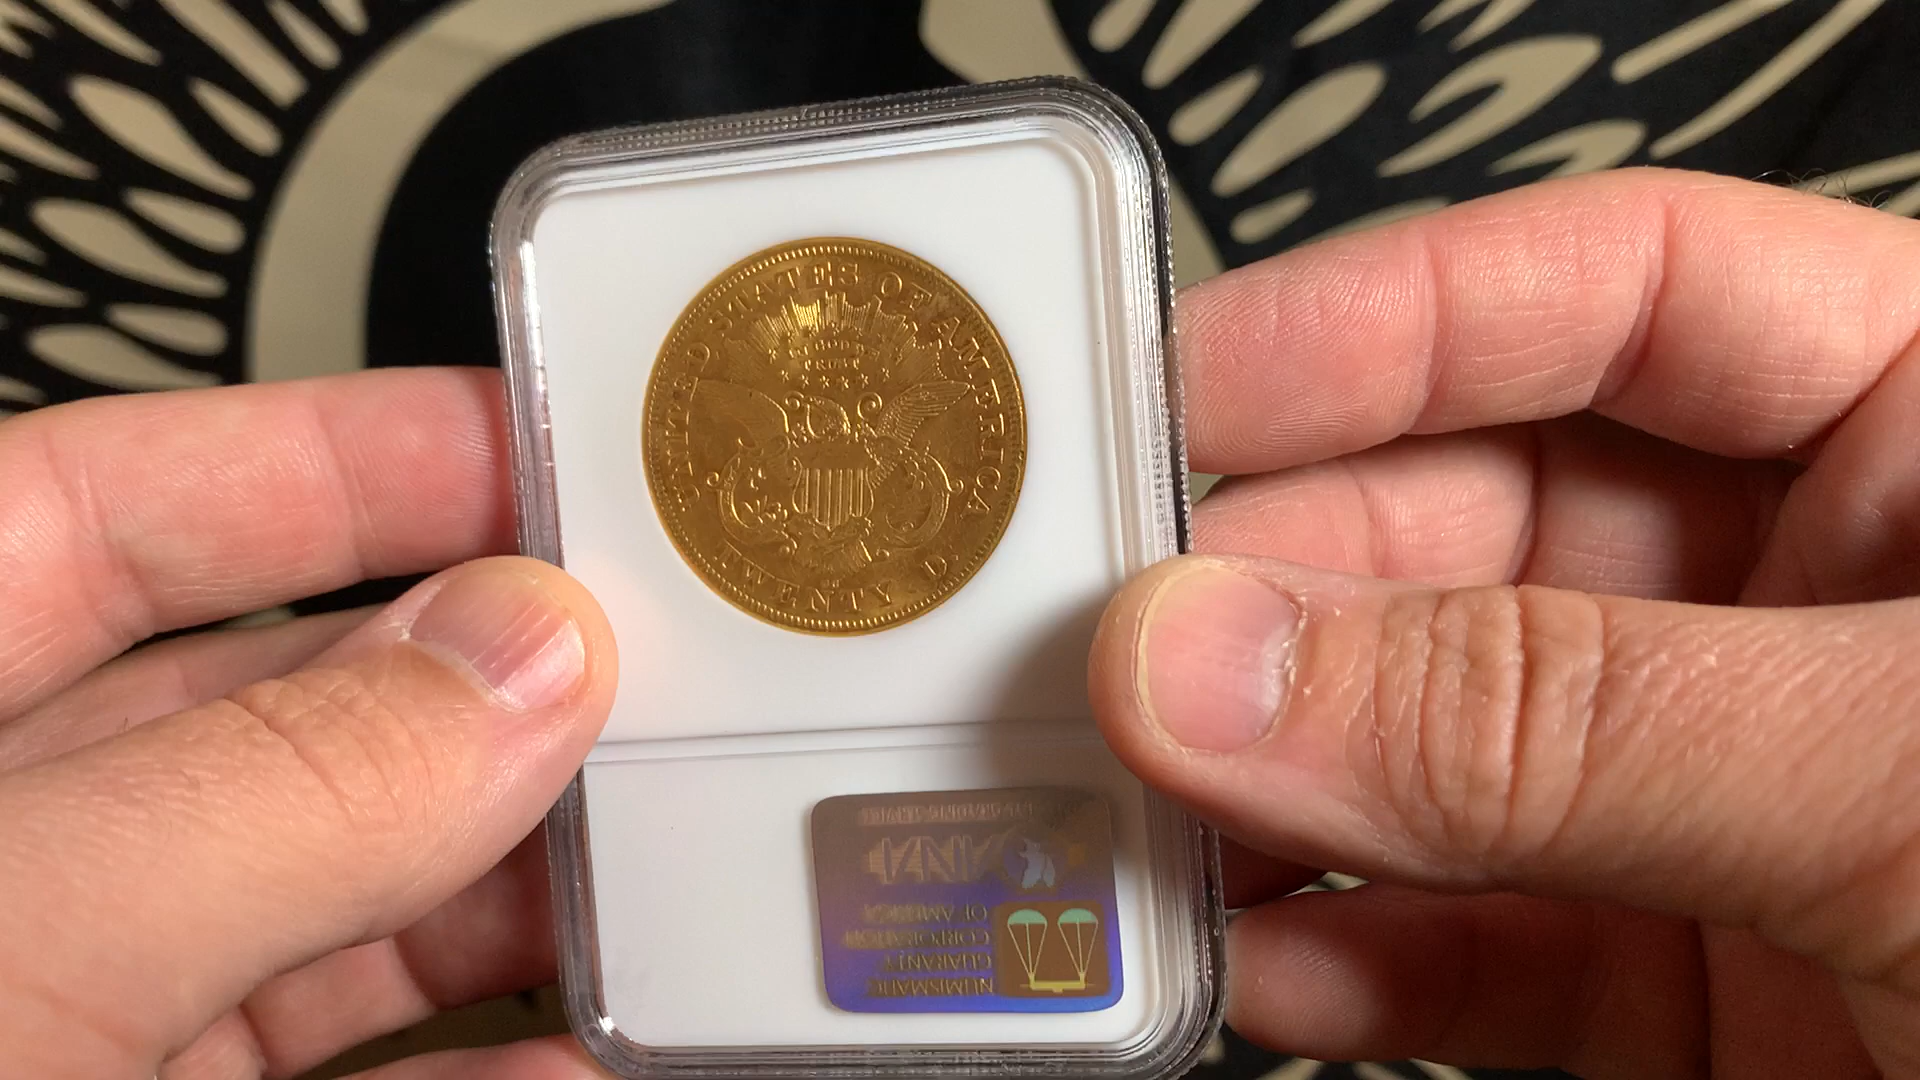 UNITED STATES OF AMERICA
IN GOD WE
TRUST
TWENTY D.
NUMISMATIC
GUARANTY
CORPORATION
OF AMERICA